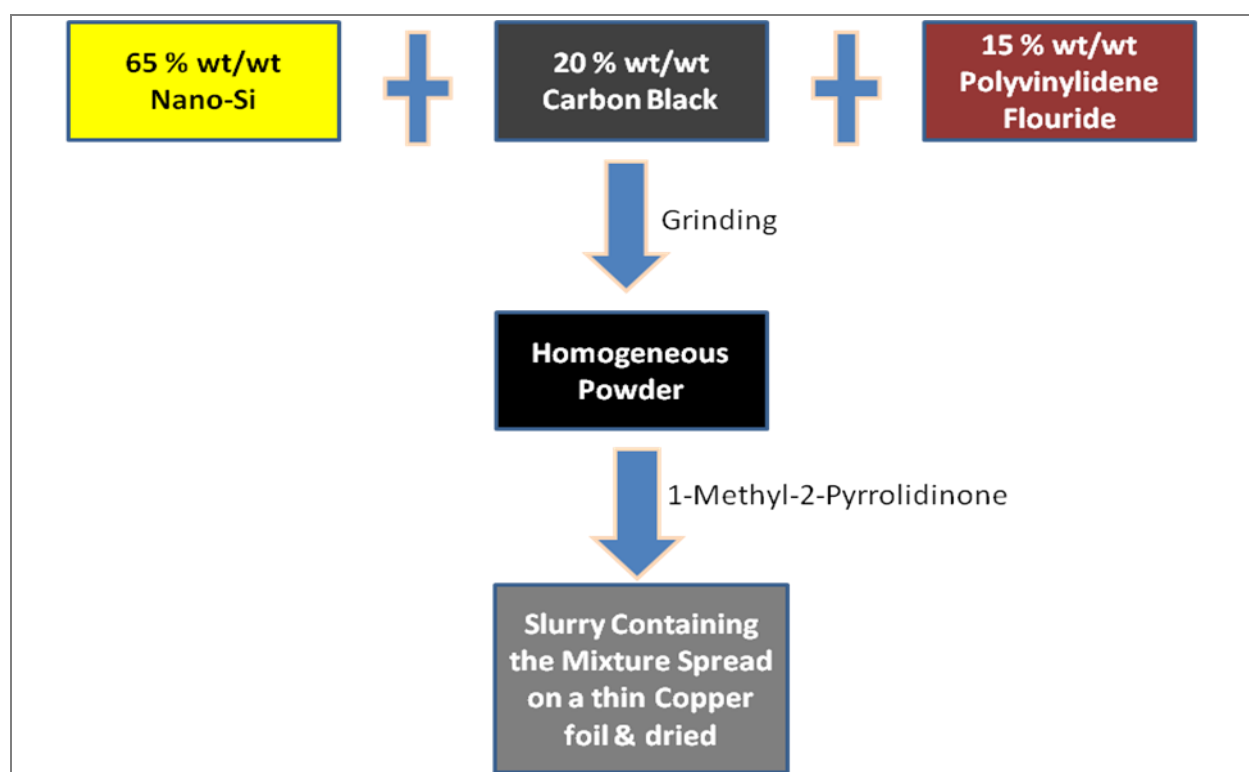 65 % wt/wt
Nano-Si
20 % wt/wt
Carbon Black
15 % wt/wt
Polyvinylidene
Flouride
Grinding
Homogeneous
Powder
1-Methyl-2-Pyrrolidinone
Slurry Containing
the Mixture Spread
on a thin Copper
foil & dried